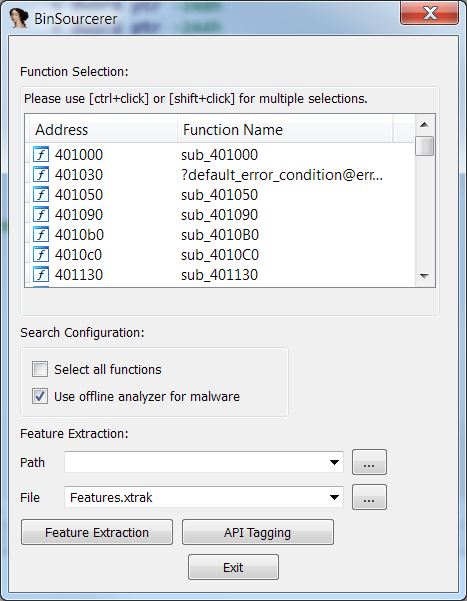 BinSourcerer
Function Selection:
Please use [ctrl+click] or [shift+click] for multiple selections.
Address Function Name
f 401000 sub_401000
f 401030 ?default_error_condition@err...
f 401050 sub_401050
f 401090 sub_401090
f 4010b0 sub_4010B0
f 4010c0 sub_4010C0
f 401130 sub_401130
Search Configuration:
Select all functions
Use offline analyzer for malware
Feature Extraction:
Path ...
File Features.xtrak ...
Feature Extraction API Tagging
Exit